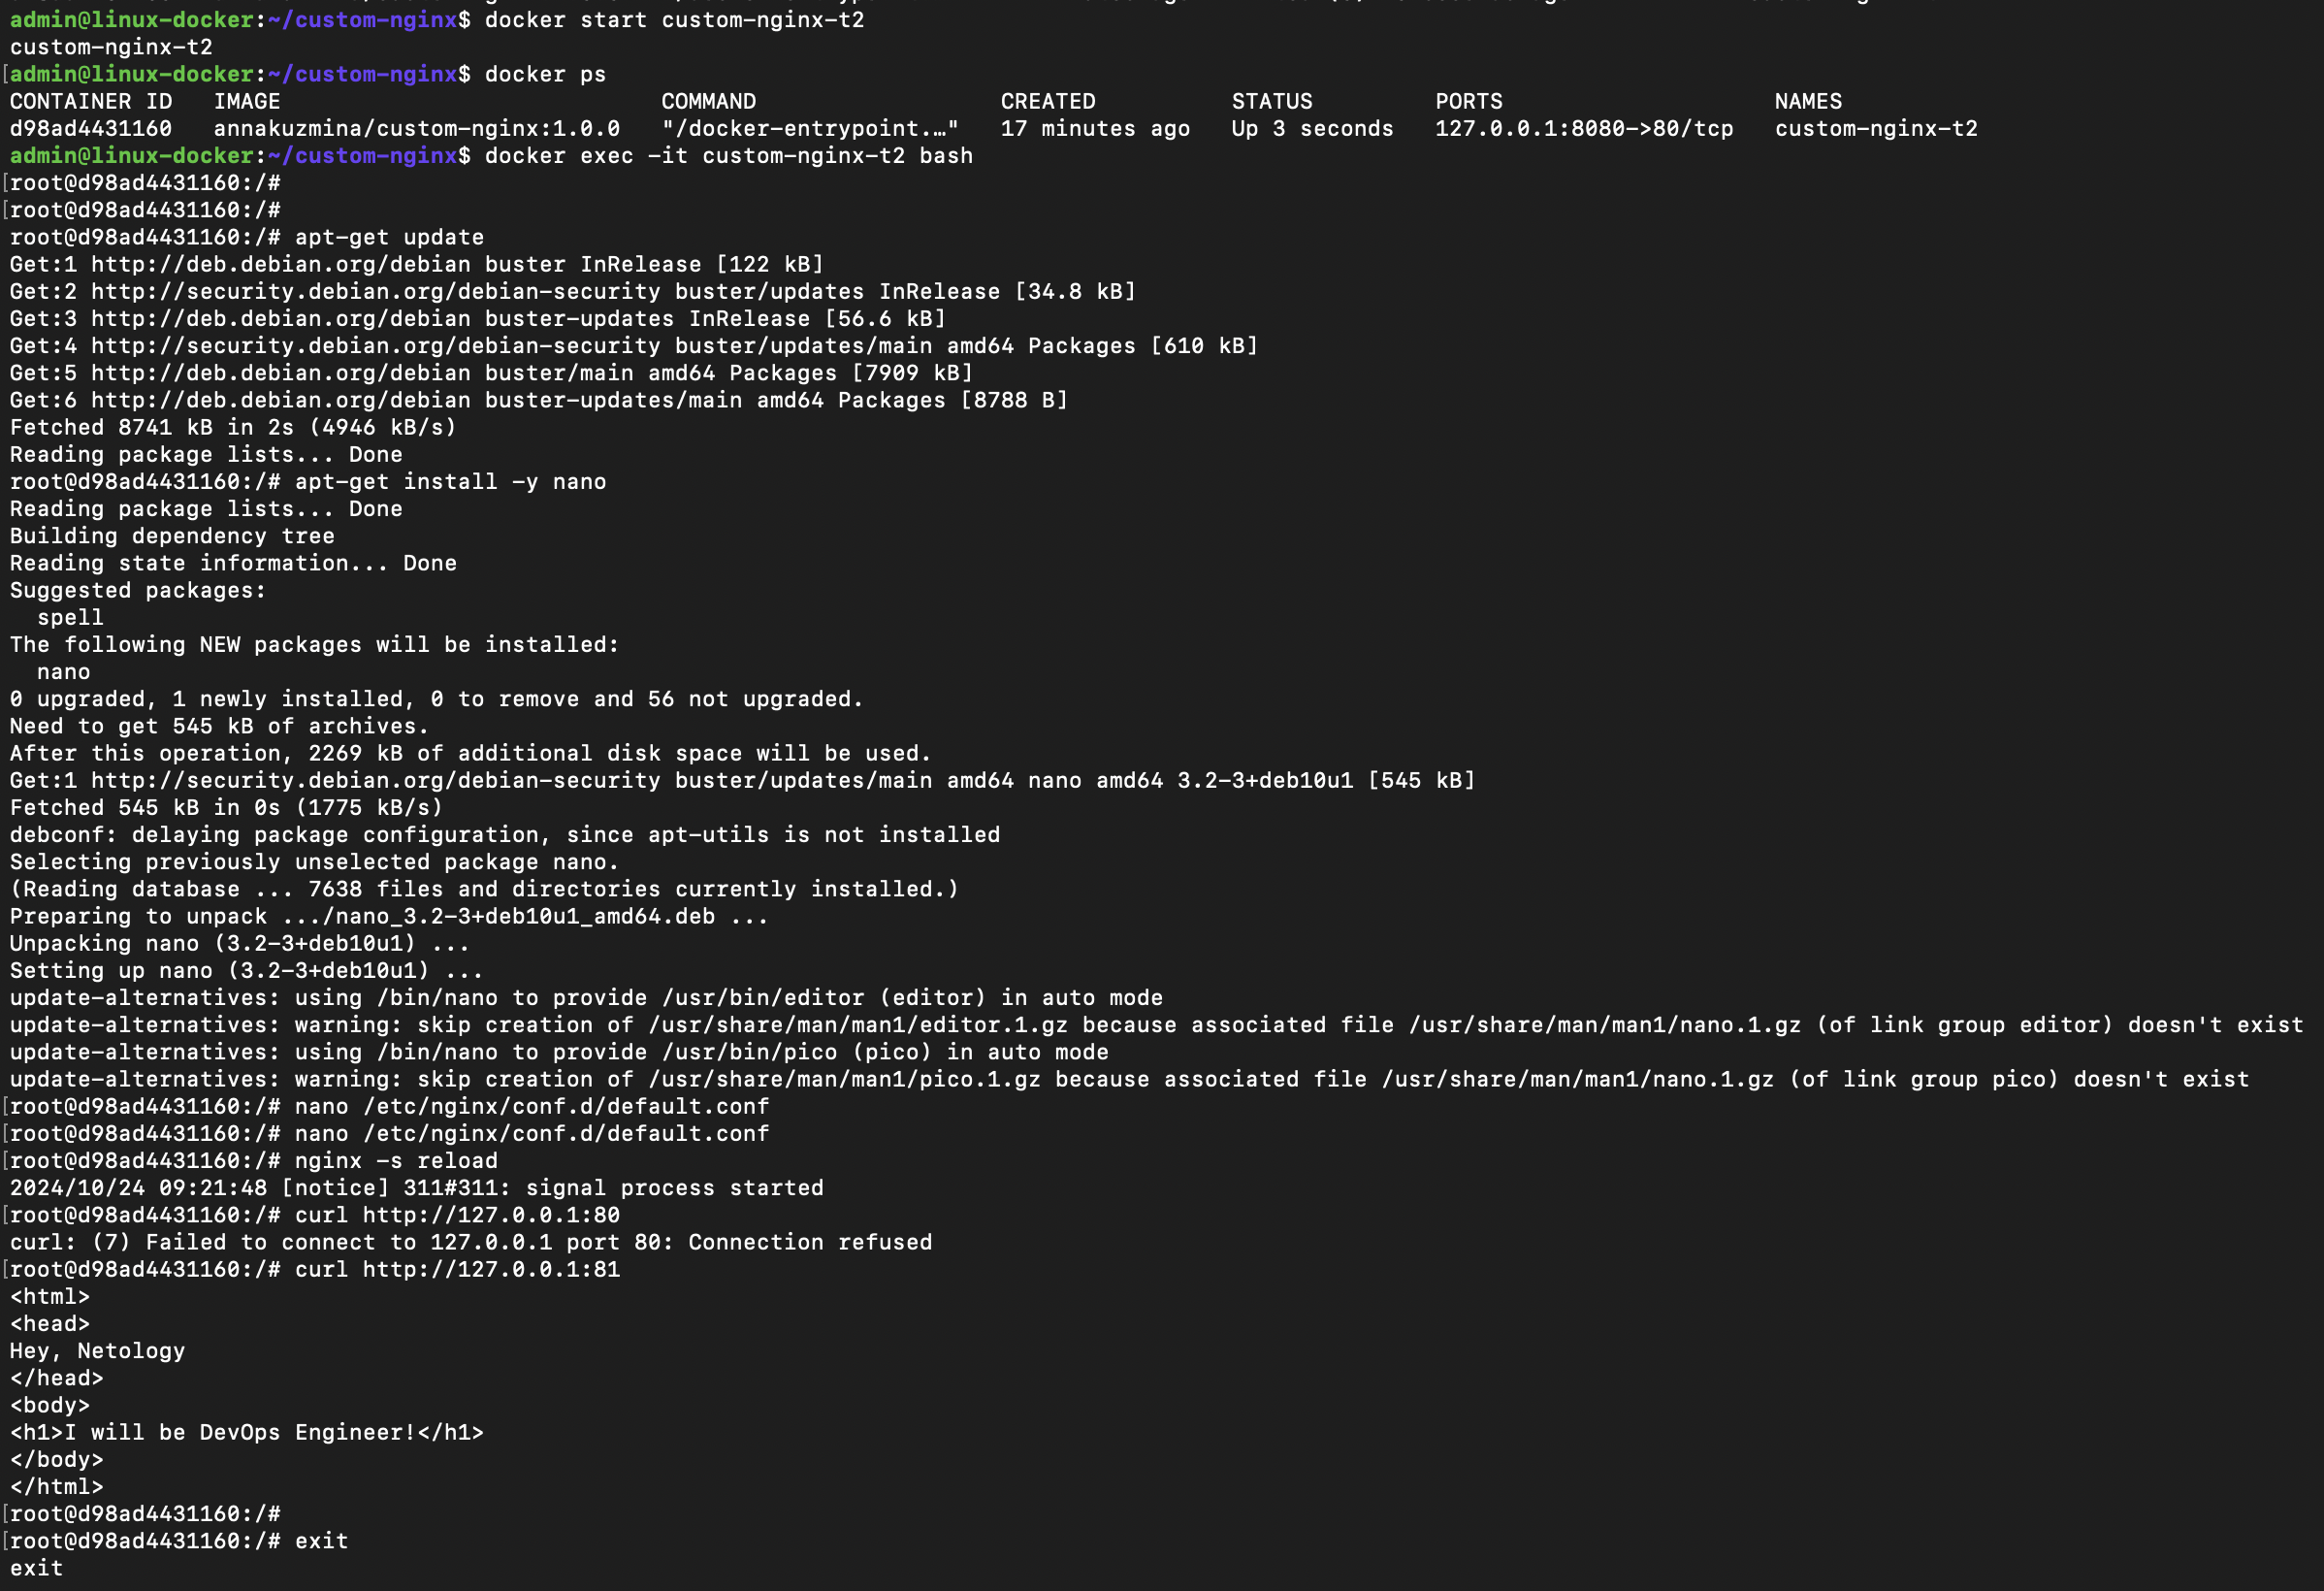 admin@linux-docker:~/custom-nginx$ docker start custom-nginx-t2
custom-nginx-t2
[admin@linux-docker:~/custom-nginx$ docker ps
CONTAINER ID   IMAGE                            COMMAND                  CREATED          STATUS         PORTS                    NAMES
d98ad4431160   annakuzmina/custom-nginx:1.0.0   "/docker-entrypoint.…"   17 minutes ago   Up 3 seconds   127.0.0.1:8080->80/tcp   custom-nginx-t2
admin@linux-docker:~/custom-nginx$ docker exec -it custom-nginx-t2 bash
[root@d98ad4431160:/#
[root@d98ad4431160:/#
root@d98ad4431160:/# apt-get update
Get:1 http://deb.debian.org/debian buster InRelease [122 kB]
Get:2 http://security.debian.org/debian-security buster/updates InRelease [34.8 kB]
Get:3 http://deb.debian.org/debian buster-updates InRelease [56.6 kB]
Get:4 http://security.debian.org/debian-security buster/updates/main amd64 Packages [610 kB]
Get:5 http://deb.debian.org/debian buster/main amd64 Packages [7909 kB]
Get:6 http://deb.debian.org/debian buster-updates/main amd64 Packages [8788 B]
Fetched 8741 kB in 2s (4946 kB/s)
Reading package lists... Done
root@d98ad4431160:/# apt-get install -y nano
Reading package lists... Done
Building dependency tree
Reading state information... Done
Suggested packages:
  spell
The following NEW packages will be installed:
  nano
0 upgraded, 1 newly installed, 0 to remove and 56 not upgraded.
Need to get 545 kB of archives.
After this operation, 2269 kB of additional disk space will be used.
Get:1 http://security.debian.org/debian-security buster/updates/main amd64 nano amd64 3.2-3+deb10u1 [545 kB]
Fetched 545 kB in 0s (1775 kB/s)
debconf: delaying package configuration, since apt-utils is not installed
Selecting previously unselected package nano.
(Reading database ... 7638 files and directories currently installed.)
Preparing to unpack .../nano_3.2-3+deb10u1_amd64.deb ...
Unpacking nano (3.2-3+deb10u1) ...
Setting up nano (3.2-3+deb10u1) ...
update-alternatives: using /bin/nano to provide /usr/bin/editor (editor) in auto mode
update-alternatives: warning: skip creation of /usr/share/man/man1/editor.1.gz because associated file /usr/share/man/man1/nano.1.gz (of link group editor) doesn't exist
update-alternatives: using /bin/nano to provide /usr/bin/pico (pico) in auto mode
update-alternatives: warning: skip creation of /usr/share/man/man1/pico.1.gz because associated file /usr/share/man/man1/nano.1.gz (of link group pico) doesn't exist
[root@d98ad4431160:/# nano /etc/nginx/conf.d/default.conf
[root@d98ad4431160:/# nano /etc/nginx/conf.d/default.conf
[root@d98ad4431160:/# nginx -s reload
2024/10/24 09:21:48 [notice] 311#311: signal process started
[root@d98ad4431160:/# curl http://127.0.0.1:80
curl: (7) Failed to connect to 127.0.0.1 port 80: Connection refused
[root@d98ad4431160:/# curl http://127.0.0.1:81
<html>
<head>
Hey, Netology
</head>
<body>
<h1>I will be DevOps Engineer!</h1>
</body>
</html>
[root@d98ad4431160:/#
[root@d98ad4431160:/# exit
exit